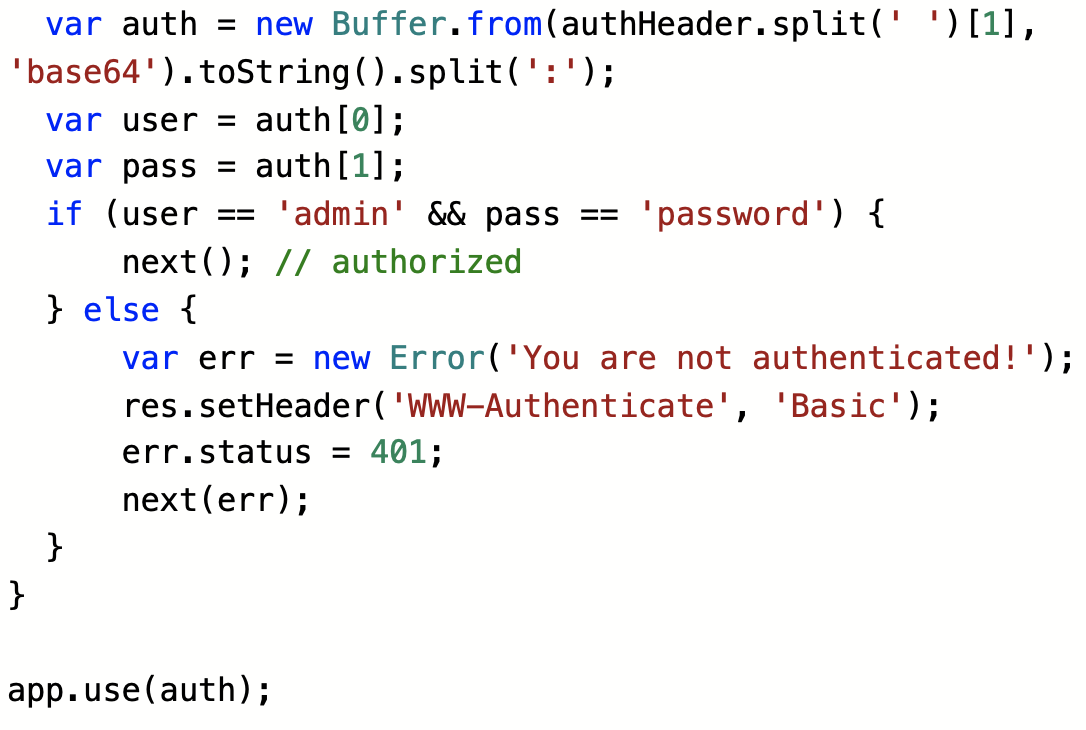 var auth = new Buffer.from(authHeader.split(' ')[1],
'base64').toString().split(':');
var user = auth[0];
var pass = auth[1];
if (user == 'admin' && pass == 'password') {
next(); // authorized
} else {
var err = new Error('You are not authenticated!');
res.setHeader('WWW-Authenticate', 'Basic');
err.status = 401;
next(err);
}
}
app.use(auth);